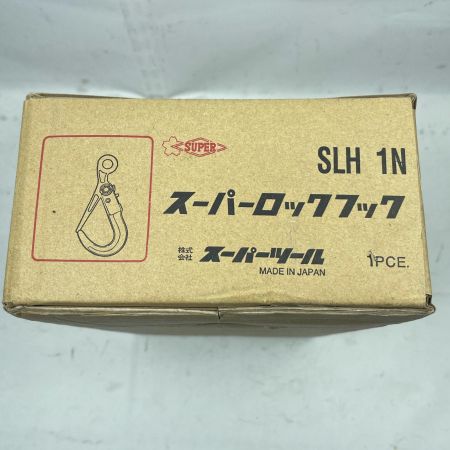 SUPER
SLH 1N
スーパーロックフック
株式会社 スーパーツール
MADE IN JAPAN
1PCE.